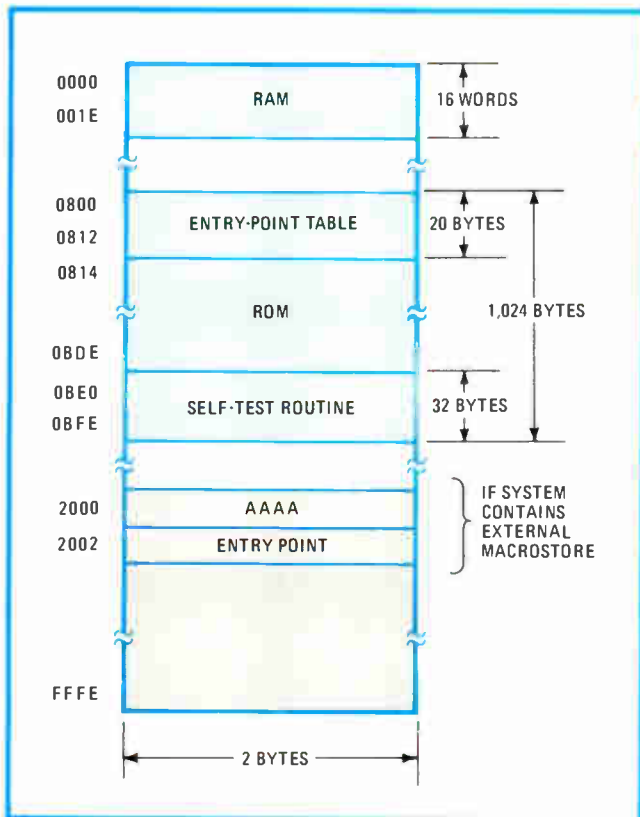 0000
RAM
16 WORDS
001E
0800
ENTRY-POINT TABLE
20 BYTES
0812
0814
1,024 BYTES
ROM
0BDE
0BE0
SELF-TEST ROUTINE
32 BYTES
0BFE
2000
AAAA
2002
ENTRY POINT
IF SYSTEM
CONTAINS
EXTERNAL
MACROSTORE
FFFE
2 BYTES